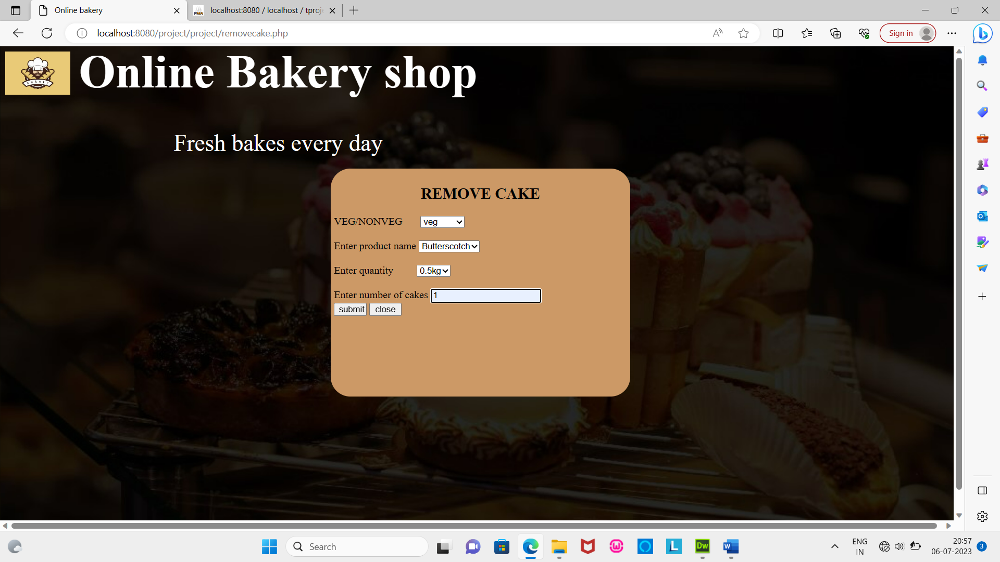 Online bakery
localhost:8080 / localhost / tproj
localhost:8080/project/project/removecake.php
Sign in
bakery
Online Bakery shop
Fresh bakes every day
REMOVE CAKE
VEG/NONVEG veg
Enter product name Butterscotch
Enter quantity 0.5kg
Enter number of cakes 1
submit close
Search
ENG
IN
20:57
06-07-2023
3
Dw
W
L
PMA